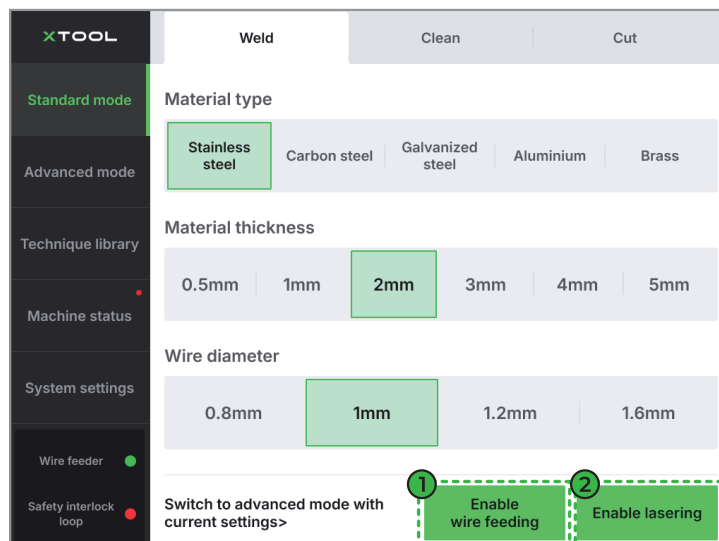 XTOOL
Weld
Clean
Cut
Standard mode
Advanced mode
Technique library
Machine status
System settings
Wire feeder
Safety interlock
loop
Material type
Stainless
steel
Carbon steel
Galvanized
steel
Aluminium
Brass
Material thickness
0.5mm
1mm
2mm
3mm
4mm
5mm
Wire diameter
0.8mm
1mm
1.2mm
1.6mm
Switch to advanced mode with
current settings>
1
Enable
wire feeding
2
Enable lasering